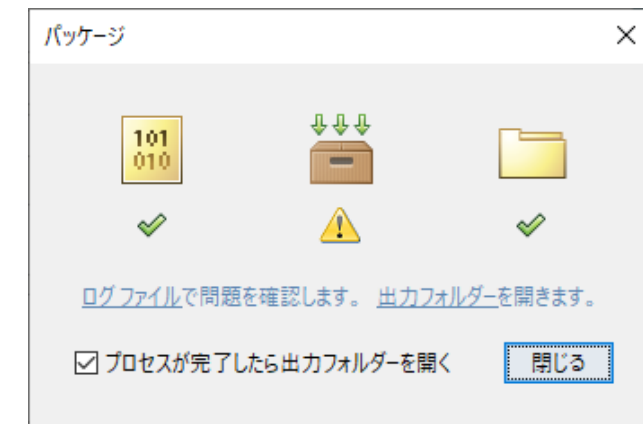 パッケージ
101
010
ログ ファイルで問題を確認します。 出力フォルダーを開きます。
プロセスが完了したら出力フォルダーを開く 閉じる